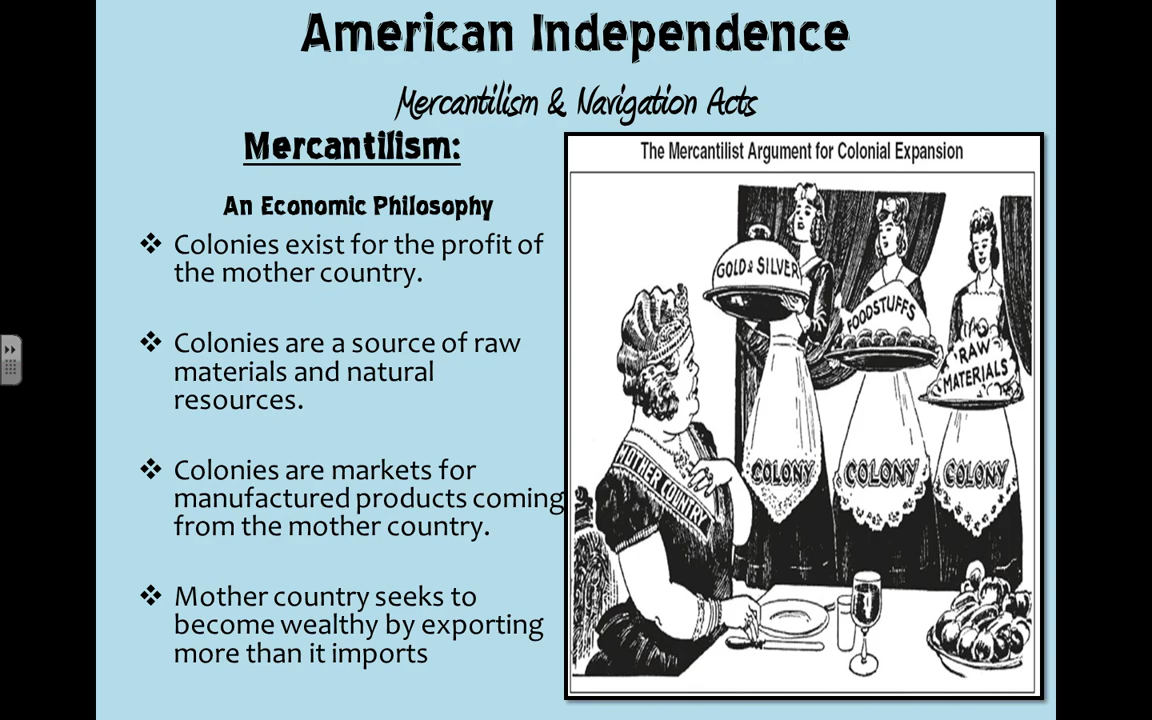 American Independence
Mercantilism & Navigation Acts
Mercantilism:
An Economic Philosophy
❖ Colonies exist for the profit of
the mother country.
❖ Colonies are a source of raw
materials and natural
resources.
❖ Colonies are markets for
manufactured products coming
from the mother country.
❖ Mother country seeks to
become wealthy by exporting
more than it imports
The Mercantilist Argument for Colonial Expansion
GOLD & SILVER
FOODSTUFFS
RAW
MATERIALS
MOTHER COUNTRY
COLONY
COLONY
COLONY